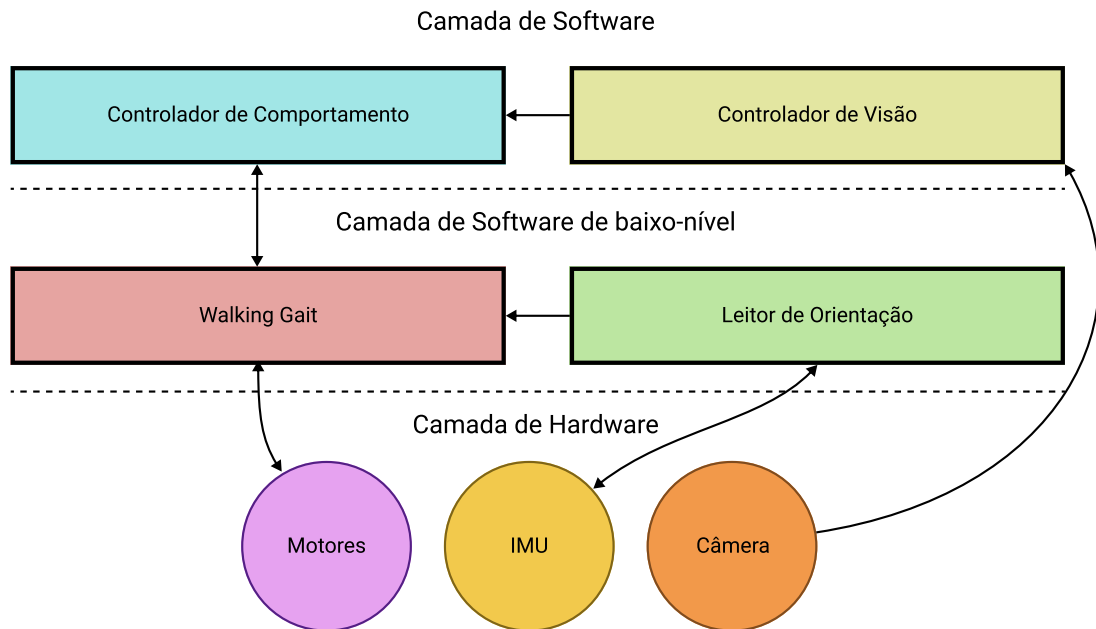 Camada de Software
Controlador de Comportamento
Controlador de Visão
Camada de Software de baixo-nível
Walking Gait
Leitor de Orientação
Camada de Hardware
Motores
IMU
Câmera